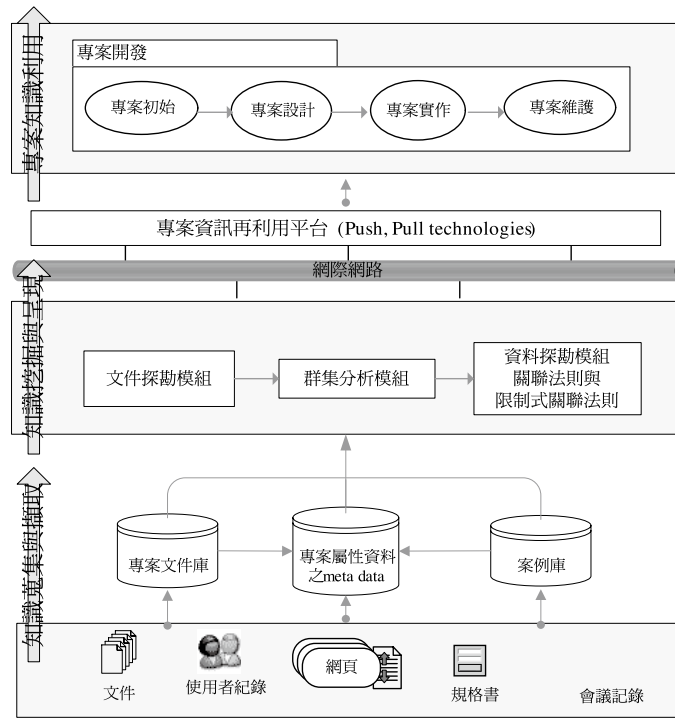 專案知識利用
專案開發
專案初始
專案設計
專案實作
專案維護
專案資訊再利用平台 (Push, Pull technologies)
網際網路
知識挖掘與呈現
文件探勘模組
群集分析模組
資料探勘模組
關聯法則與
限制式關聯法則
知識蒐集與擷取
專案文件庫
專案屬性資料
之meta data
案例庫
文件
使用者紀錄
網頁
規格書
會議記錄